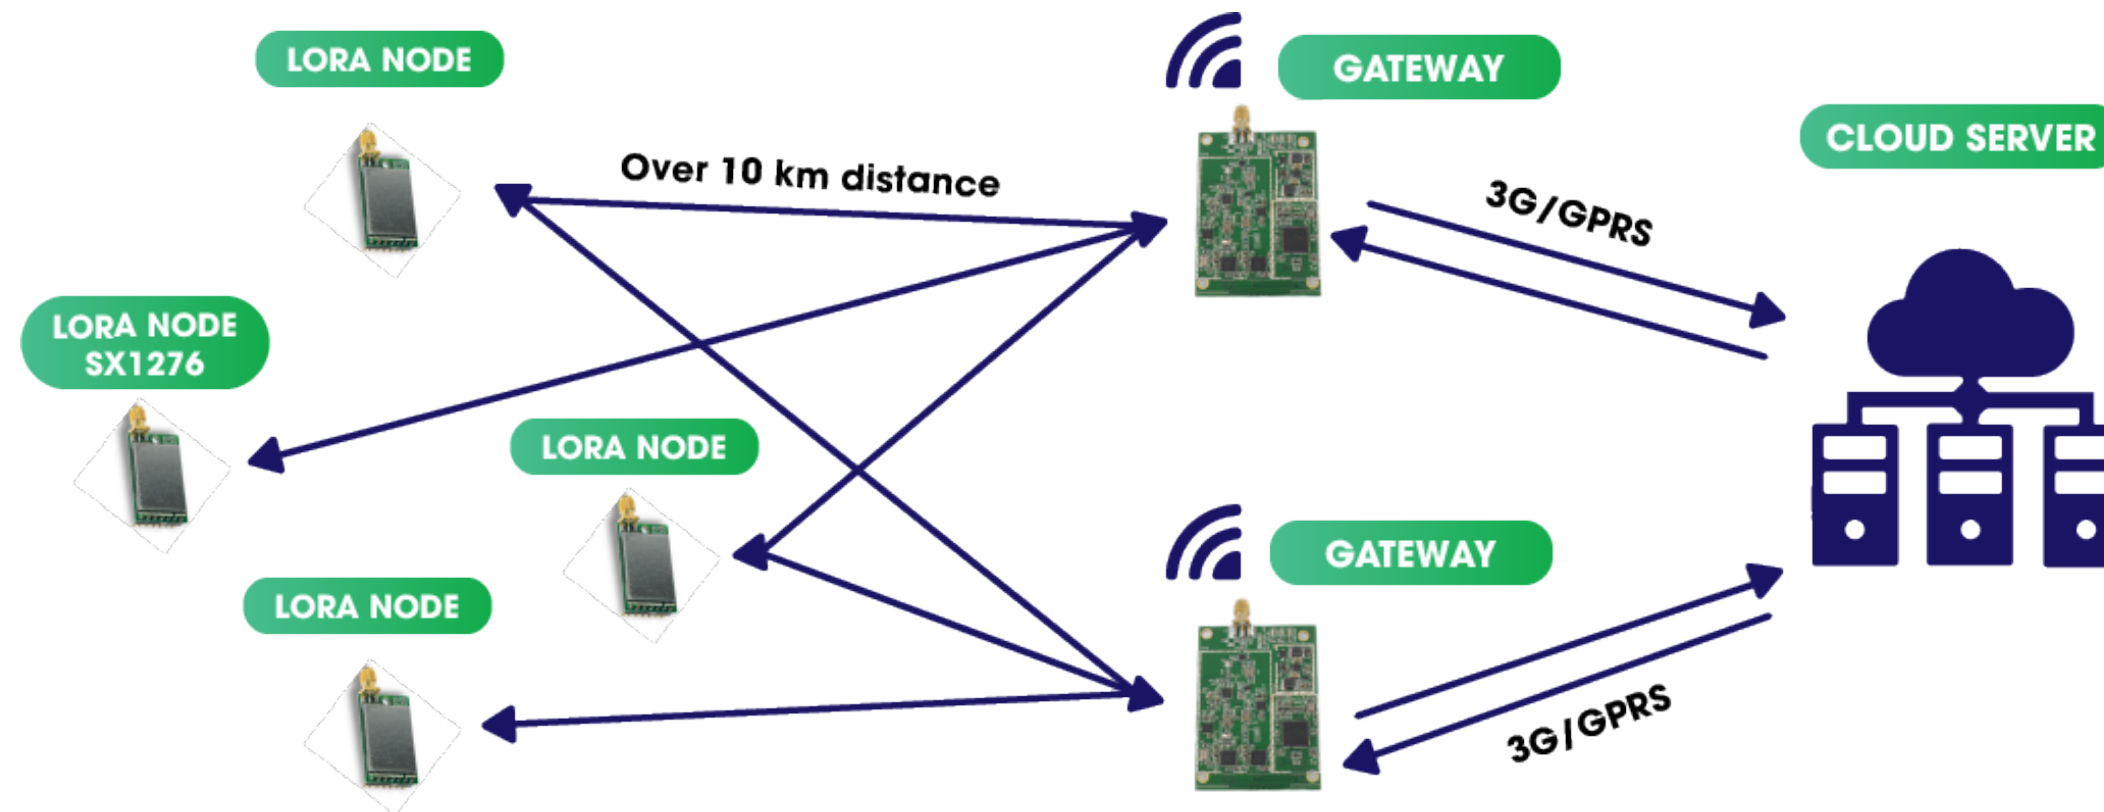 LORA NODE
GATEWAY
CLOUD SERVER
Over 10 km distance
3G/GPRS
LORA NODE
SX1276
LORA NODE
GATEWAY
LORA NODE
3G/GPRS